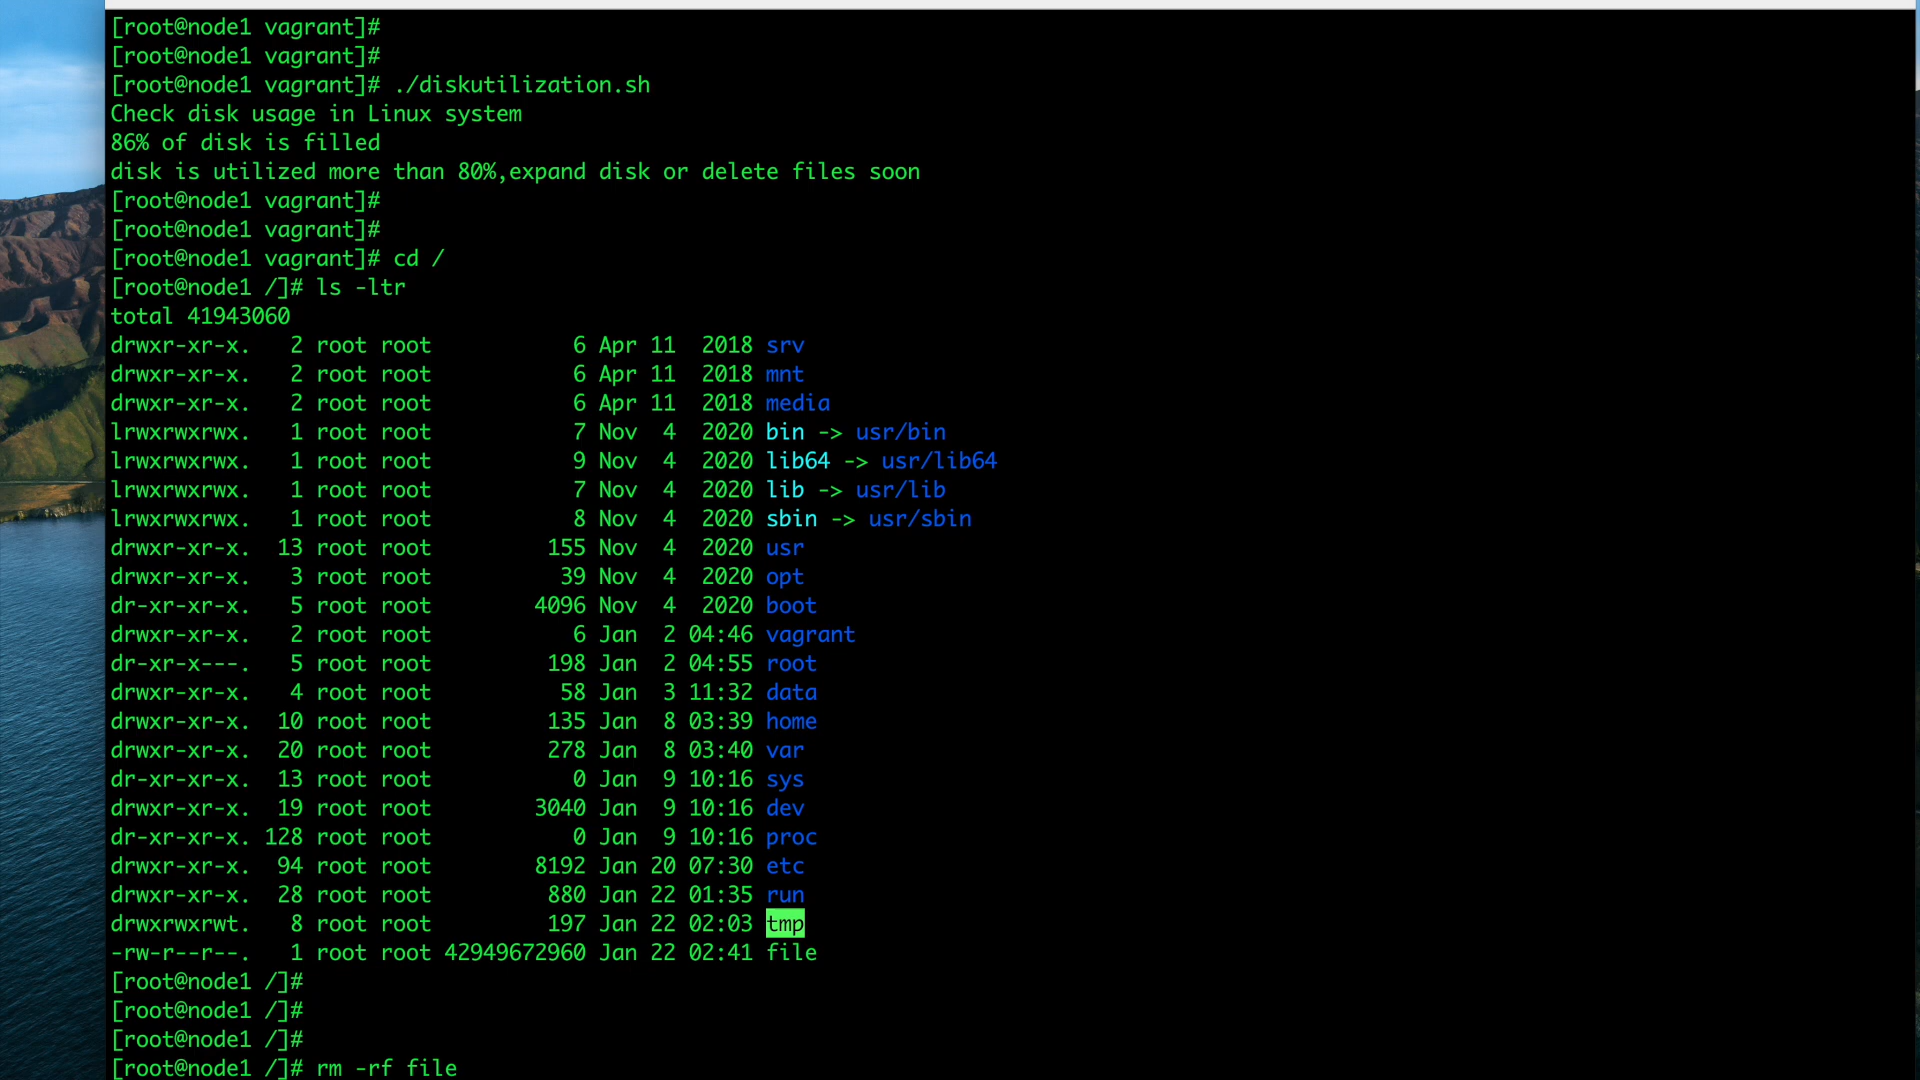 [root@node1 vagrant]#
[root@node1 vagrant]#
[root@node1 vagrant]# ./diskutilization.sh
Check disk usage in Linux system
86% of disk is filled
disk is utilized more than 80%,expand disk or delete files soon
[root@node1 vagrant]#
[root@node1 vagrant]#
[root@node1 vagrant]# cd /
[root@node1 /]# ls -ltr
total 41943060
drwxr-xr-x.   2 root root           6 Apr 11  2018 srv
drwxr-xr-x.   2 root root           6 Apr 11  2018 mnt
drwxr-xr-x.   2 root root           6 Apr 11  2018 media
lrwxrwxrwx.   1 root root           7 Nov  4  2020 bin -> usr/bin
lrwxrwxrwx.   1 root root           9 Nov  4  2020 lib64 -> usr/lib64
lrwxrwxrwx.   1 root root           7 Nov  4  2020 lib -> usr/lib
lrwxrwxrwx.   1 root root           8 Nov  4  2020 sbin -> usr/sbin
drwxr-xr-x.  13 root root         155 Nov  4  2020 usr
drwxr-xr-x.   3 root root          39 Nov  4  2020 opt
dr-xr-xr-x.   5 root root        4096 Nov  4  2020 boot
drwxr-xr-x.   2 root root           6 Jan  2 04:46 vagrant
dr-xr-x---.   5 root root         198 Jan  2 04:55 root
drwxr-xr-x.   4 root root          58 Jan  3 11:32 data
drwxr-xr-x.  10 root root         135 Jan  8 03:39 home
drwxr-xr-x.  20 root root         278 Jan  8 03:40 var
dr-xr-xr-x.  13 root root           0 Jan  9 10:16 sys
drwxr-xr-x.  19 root root        3040 Jan  9 10:16 dev
dr-xr-xr-x. 128 root root           0 Jan  9 10:16 proc
drwxr-xr-x.  94 root root        8192 Jan 20 07:30 etc
drwxr-xr-x.  28 root root         880 Jan 22 01:35 run
drwxrwxrwt.   8 root root         197 Jan 22 02:03 tmp
-rw-r--r--.   1 root root 42949672960 Jan 22 02:41 file
[root@node1 /]#
[root@node1 /]#
[root@node1 /]#
[root@node1 /]# rm -rf file